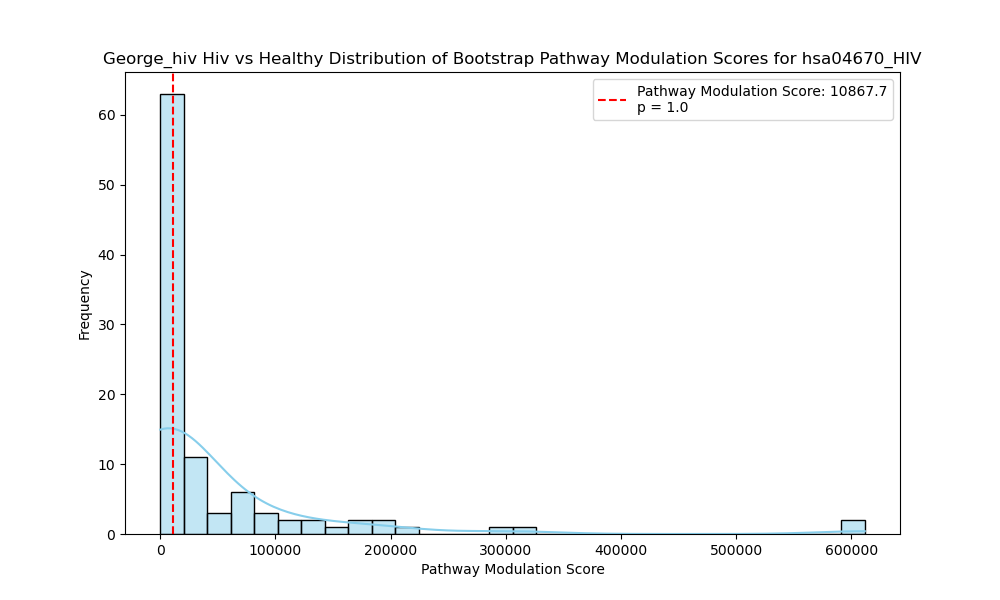 George_hiv Hiv vs Healthy Distribution of Bootstrap Pathway Modulation Scores for hsa04670_HIV
Pathway Modulation Score: 10867.7
p = 1.0
Frequency
60
50
40
30
20
10
0
0 100000 200000 300000 400000 500000 600000
Pathway Modulation Score